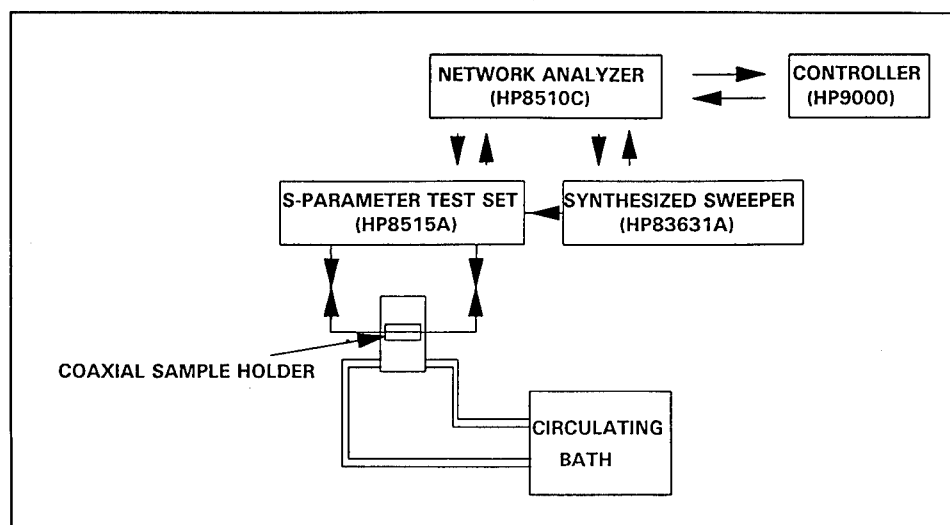 NETWORK ANALYZER
(HP8510C)
CONTROLLER
(HP9000)
S-PARAMETER TEST SET
(HP8515A)
SYNTHESIZED SWEEPER
(HP83631A)
COAXIAL SAMPLE HOLDER
CIRCULATING
BATH